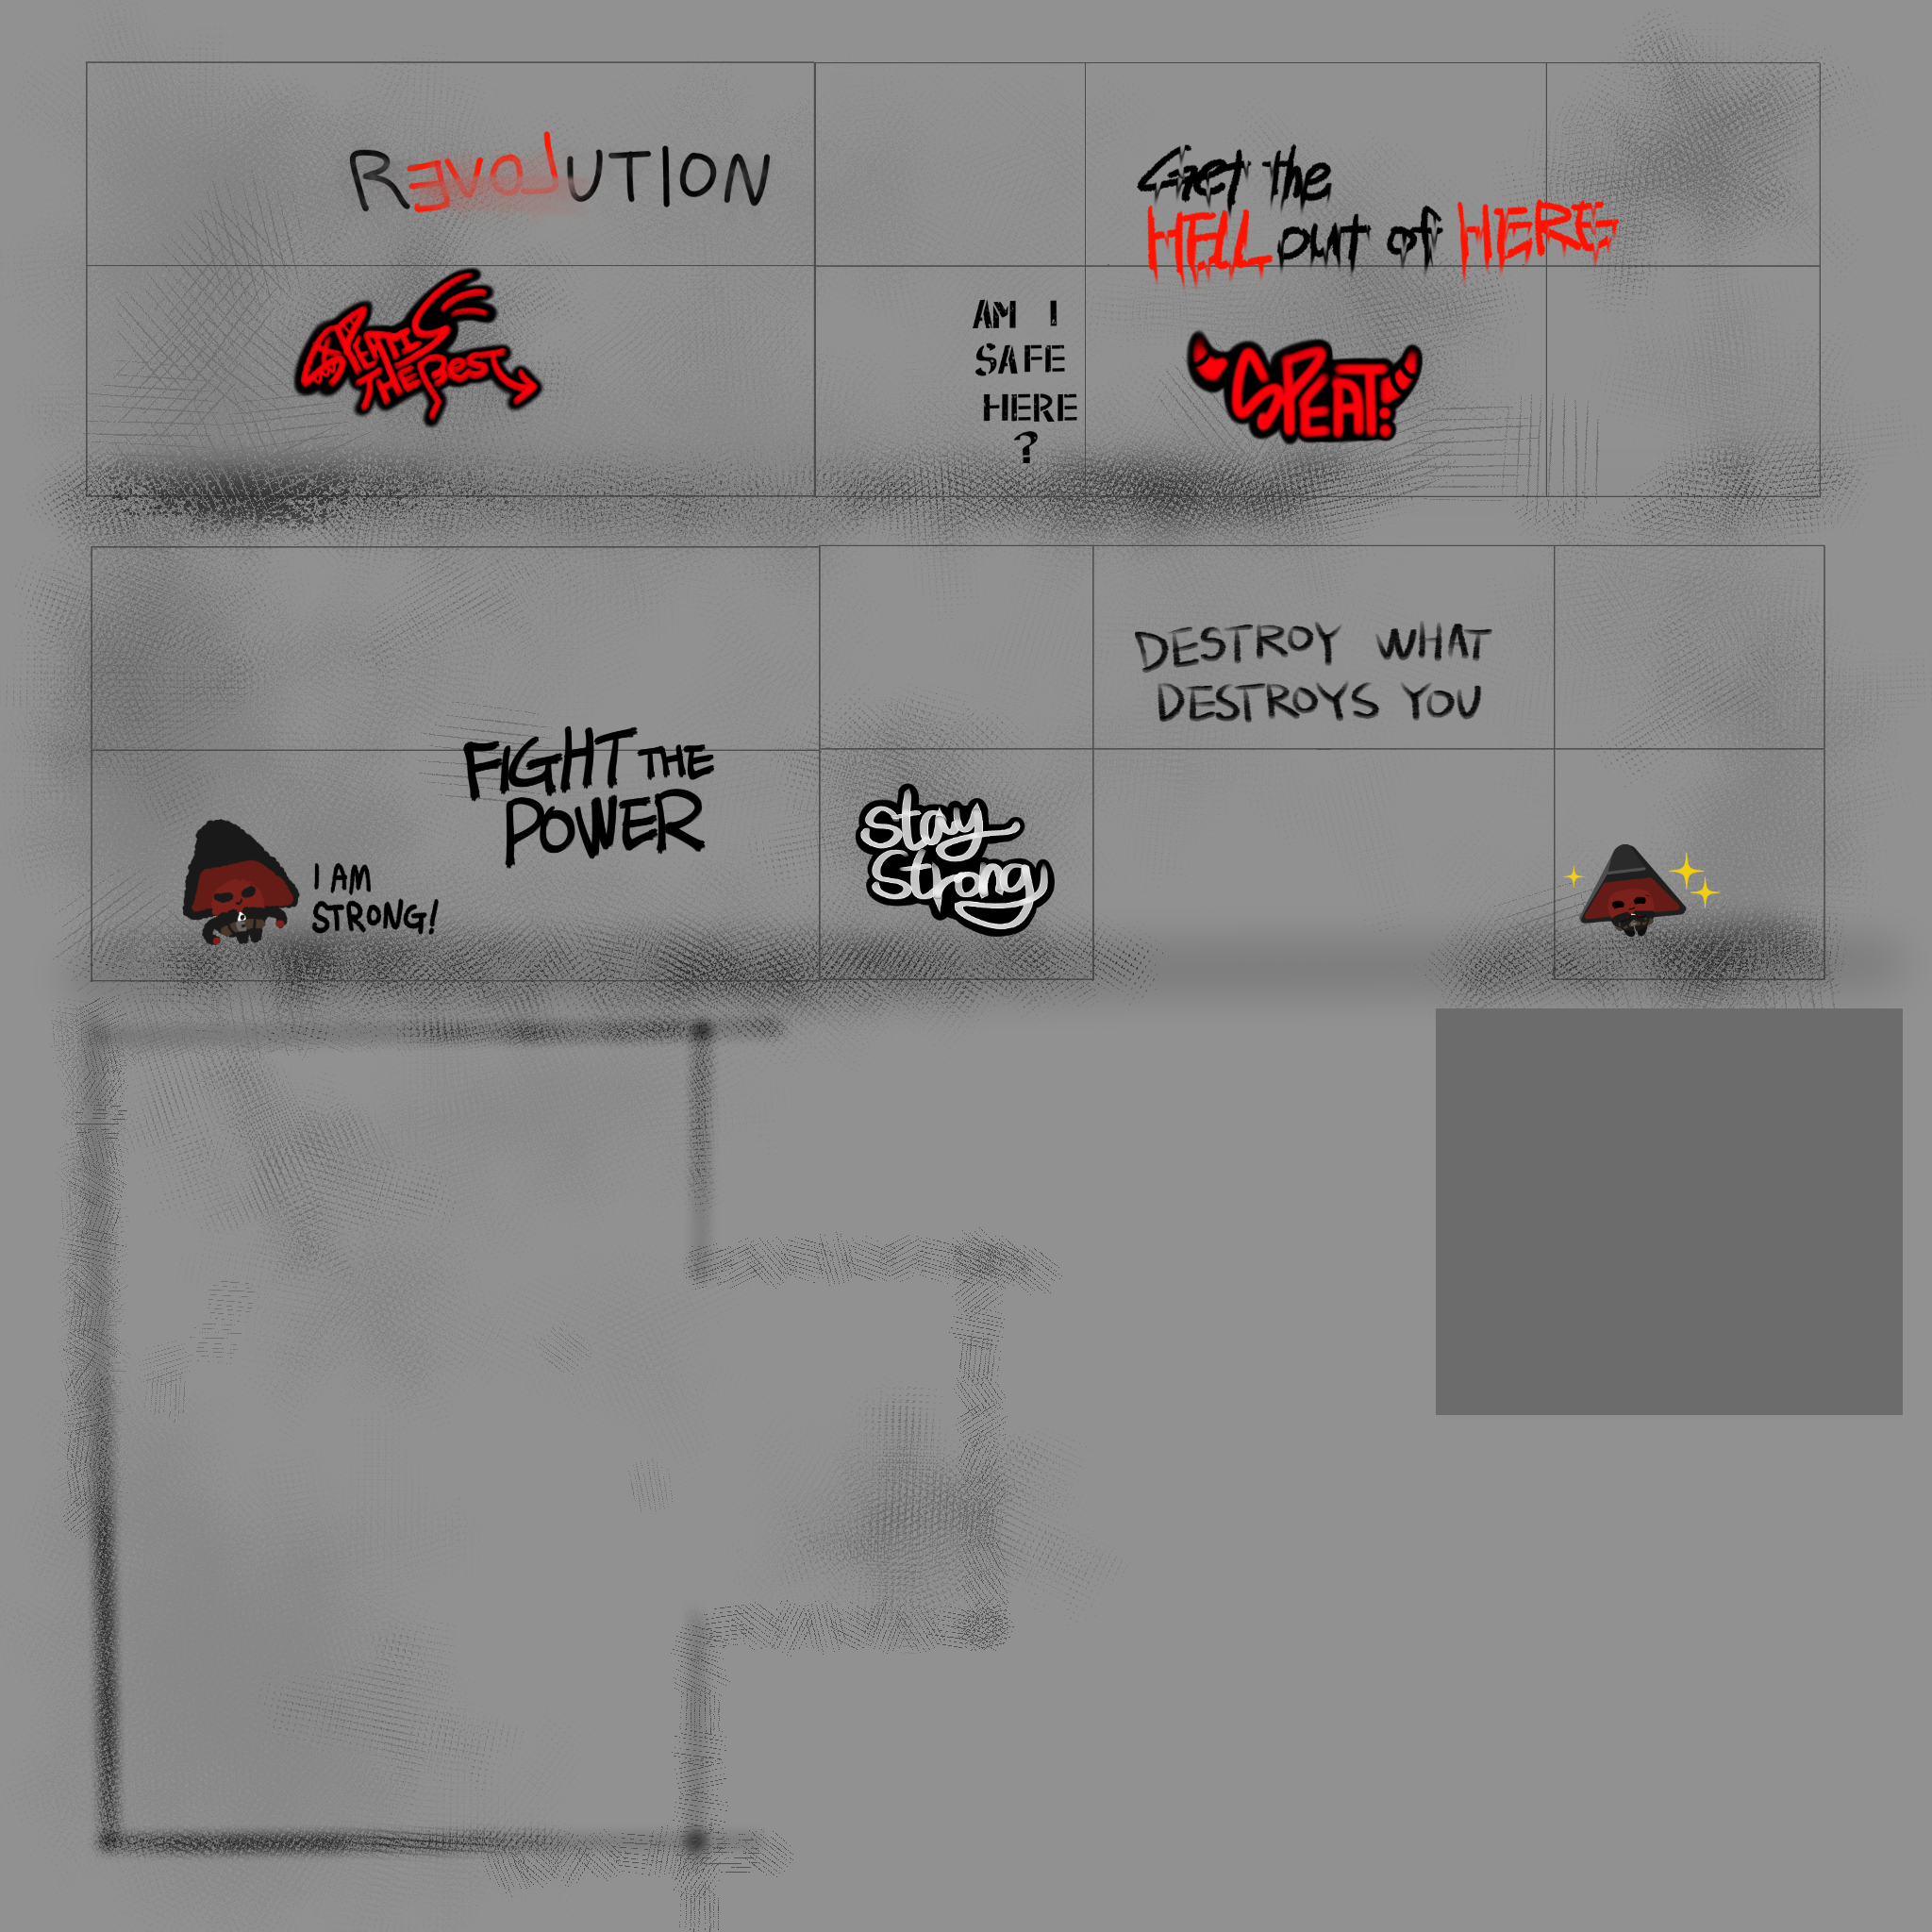 REVOLUTION
Get the
HELL out of HERE
SPEAT IS
THE BEST
AM I
SAFE
HERE
?
SPEAT!
DESTROY WHAT
DESTROYS YOU
FIGHT THE
POWER
I AM
STRONG!
stay
strong